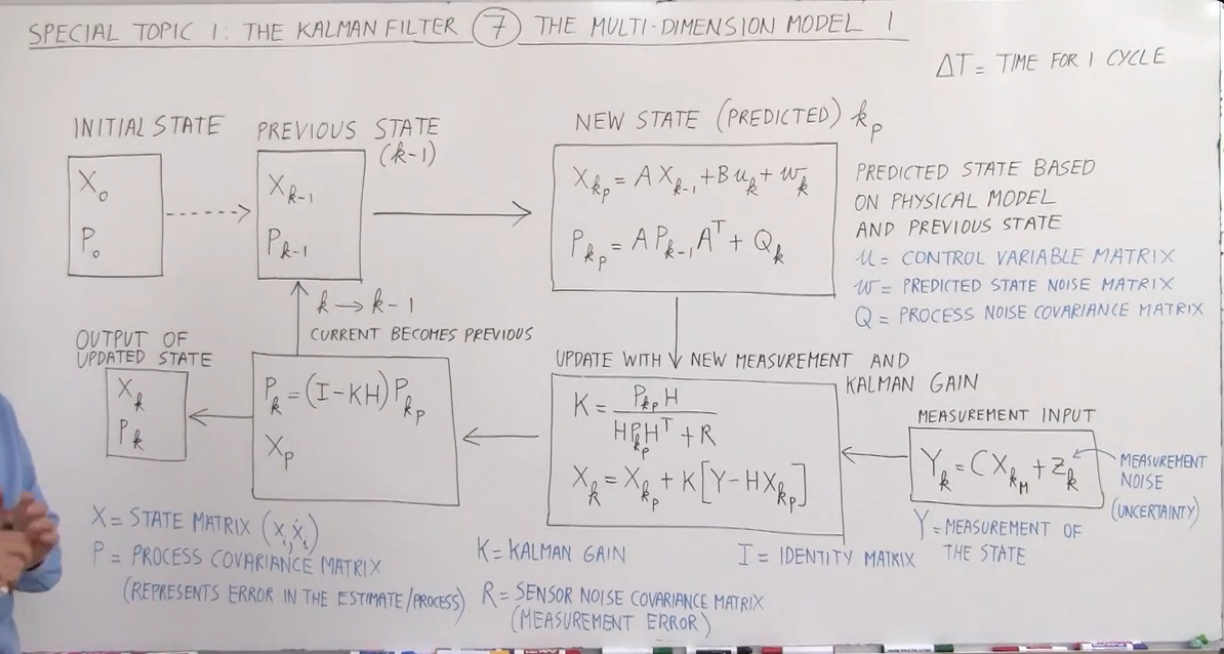 SPECIAL TOPIC 1: THE KALMAN FILTER (7) THE MULTI-DIMENSION MODEL 1
ΔT = TIME FOR 1 CYCLE
INITIAL STATE
X₀
P₀
PREVIOUS STATE
(k-1)
X_{k-1}
P_{k-1}
NEW STATE (PREDICTED) k_p
X_{k_p} = A X_{k-1} + B u_k + w_k
P_{k_p} = A P_{k-1} A^T + Q_k
PREDICTED STATE BASED
ON PHYSICAL MODEL
AND PREVIOUS STATE
u = CONTROL VARIABLE MATRIX
w = PREDICTED STATE NOISE MATRIX
Q = PROCESS NOISE COVARIANCE MATRIX
k → k-1
CURRENT BECOMES PREVIOUS
OUTPUT OF
UPDATED STATE
X_k
P_k
P_k = (I-KH) P_{k_p}
X_p
UPDATE WITH NEW MEASUREMENT AND
KALMAN GAIN
K = P_{k_p} H
H P_{k_p} H^T + R
X_k = X_{k_p} + K [Y - H X_{k_p}]
MEASUREMENT INPUT
Y_k = C X_{k_M} + Z_k
MEASUREMENT
NOISE
(UNCERTAINTY)
Y = MEASUREMENT OF
THE STATE
X = STATE MATRIX (x_i, ẋ_i)
P = PROCESS COVARIANCE MATRIX
(REPRESENTS ERROR IN THE ESTIMATE/PROCESS)
K = KALMAN GAIN
R = SENSOR NOISE COVARIANCE MATRIX
(MEASUREMENT ERROR)
I = IDENTITY MATRIX